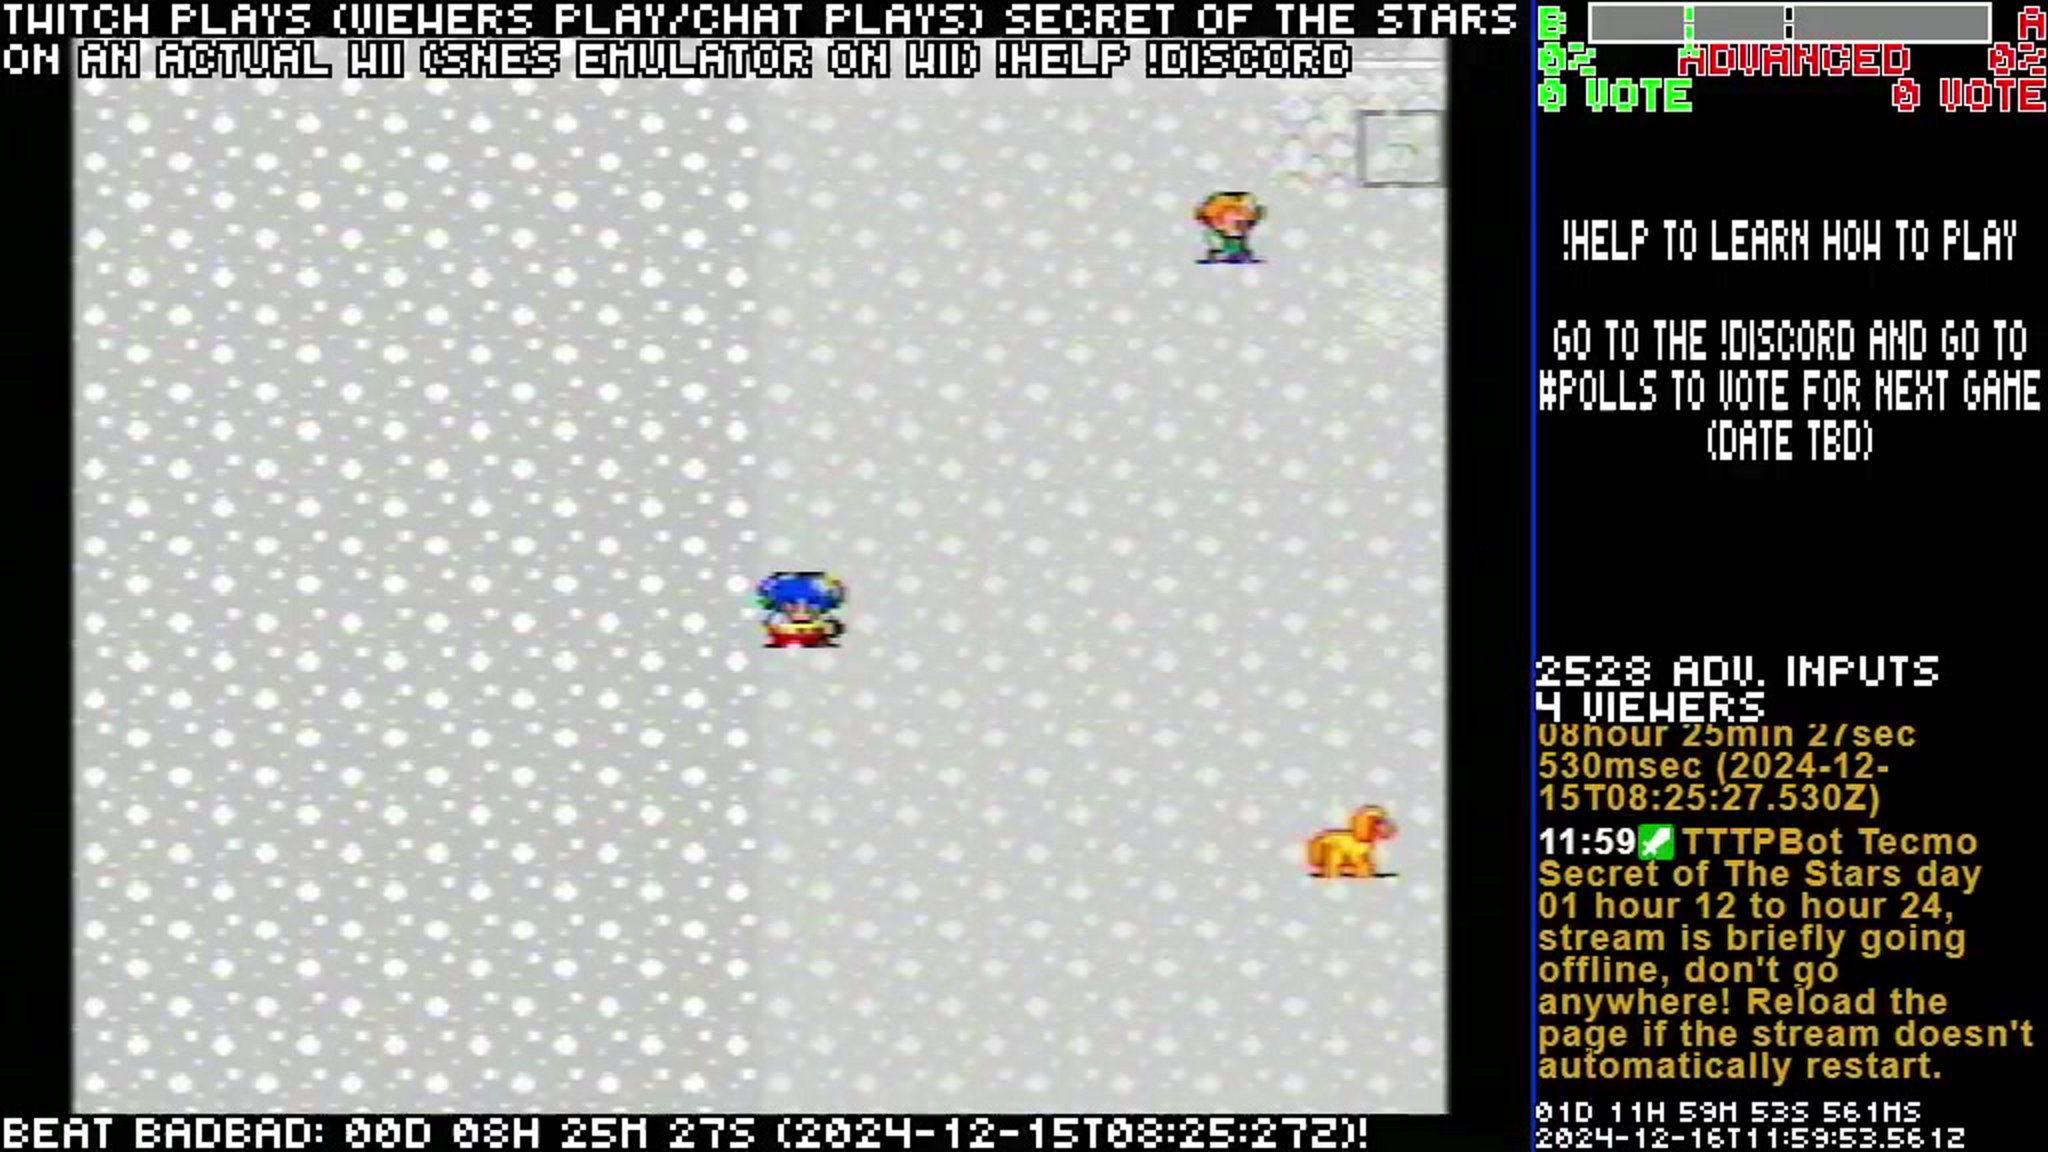 TWITCH PLAYS (VIEWERS PLAY/CHAT PLAYS) SECRET OF THE STARS
ON AN ACTUAL WII (SNES EMULATOR ON WII) !HELP !DISCORD
B A
0% ADVANCED 0%
0 VOTE 0 VOTE
!HELP TO LEARN HOW TO PLAY
GO TO THE !DISCORD AND GO TO
#POLLS TO VOTE FOR NEXT GAME
(DATE TBD)
2528 ADV. INPUTS
4 VIEWERS
08hour 25min 27sec
530msec (2024-12-
15T08:25:27.530Z)
11:59 TTTPBot Tecmo
Secret of The Stars day
01 hour 12 to hour 24,
stream is briefly going
offline, don't go
anywhere! Reload the
page if the stream doesn't
automatically restart.
01D 11H 59M 53S 561MS
2024-12-16T11:59:53.561Z
BEAT BADBAD: 00D 08H 25M 27S (2024-12-15T08:25:27Z)!